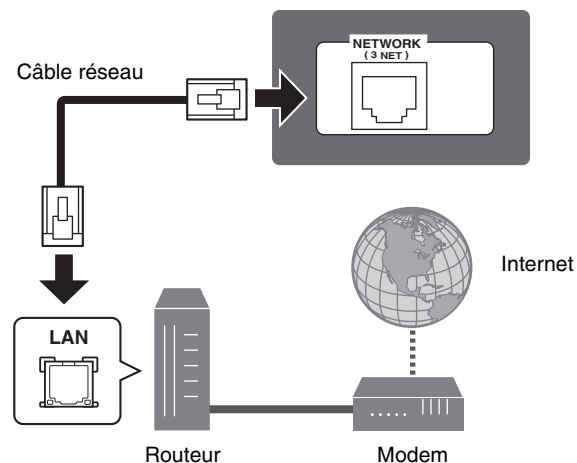 NETWORK
( 3 NET )
Câble réseau
Internet
LAN
Routeur
Modem